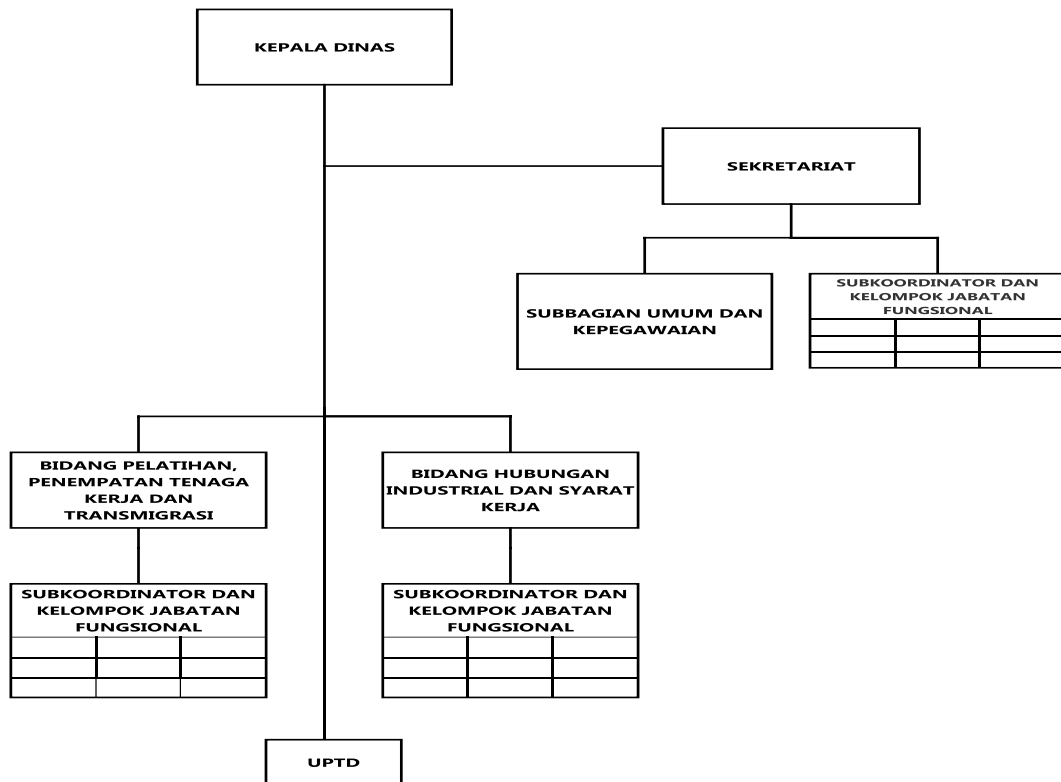 KEPALA DINAS
SEKRETARIAT
SUBBAGIAN UMUM DAN
KEPEGAWAIAN
SUBKOORDINATOR DAN
KELOMPOK JABATAN
FUNGSIONAL
BIDANG PELATIHAN,
PENEMPATAN TENAGA
KERJA DAN
TRANSMIGRASI
BIDANG HUBUNGAN
INDUSTRIAL DAN SYARAT
KERJA
SUBKOORDINATOR DAN
KELOMPOK JABATAN
FUNGSIONAL
SUBKOORDINATOR DAN
KELOMPOK JABATAN
FUNGSIONAL
UPTD